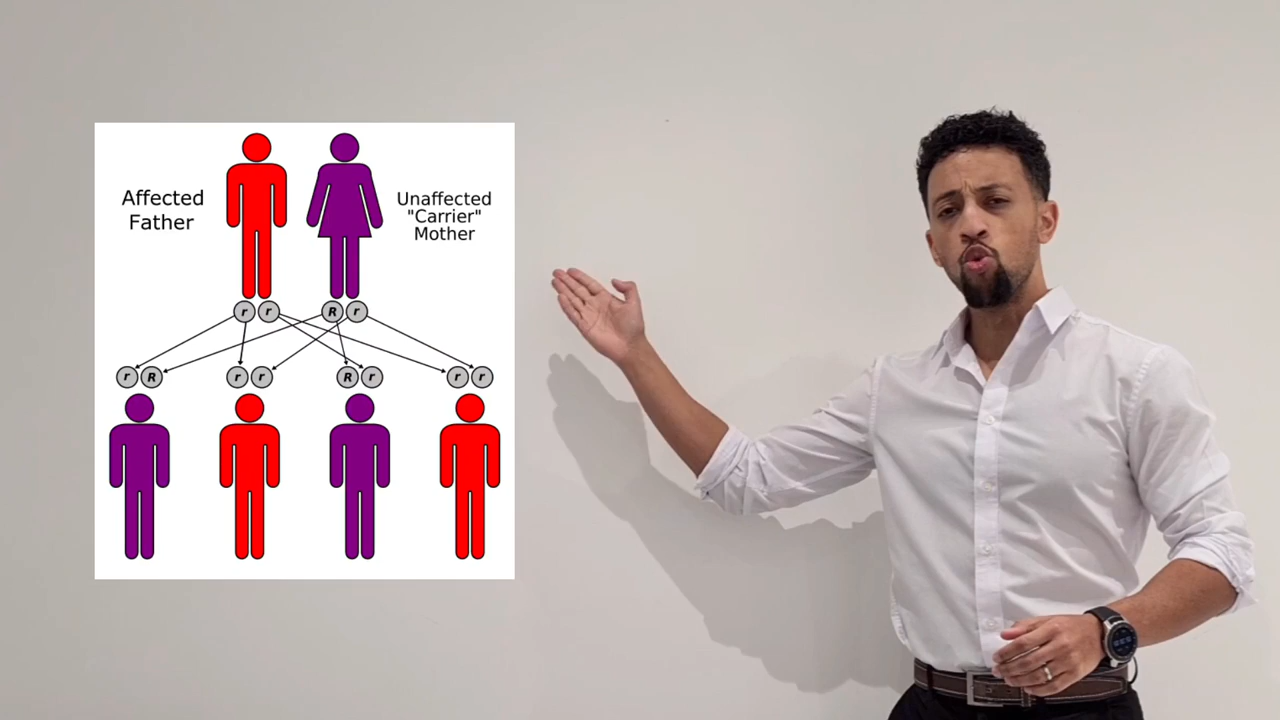 Affected
Father
Unaffected
"Carrier"
Mother
r r R r
r R r r R r r r